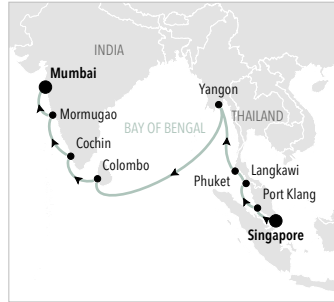 INDIA
Mumbai
Yangon
Mormugao
THAILAND
BAY OF BENGAL
Cochin
Colombo
Phuket
Langkawi
Port Klang
Singapore